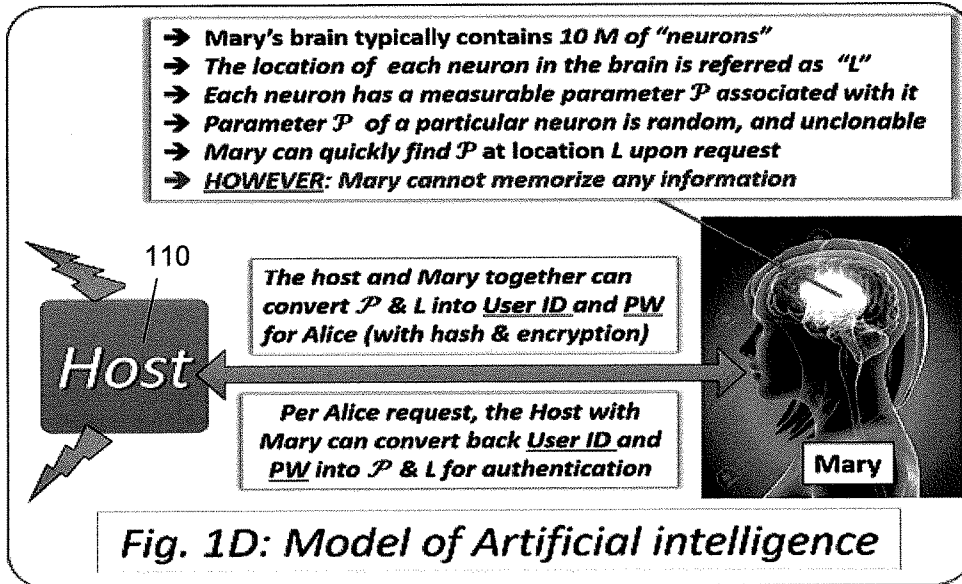 → Mary's brain typically contains 10 M of "neurons"
→ The location of each neuron in the brain is referred as "L"
→ Each neuron has a measurable parameter 𝒫 associated with it
→ Parameter 𝒫 of a particular neuron is random, and unclonable
→ Mary can quickly find 𝒫 at location L upon request
→ HOWEVER: Mary cannot memorize any information
110
Host
The host and Mary together can
convert 𝒫 & L into User ID and PW
for Alice (with hash & encryption)
Per Alice request, the Host with
Mary can convert back User ID and
PW into 𝒫 & L for authentication
Mary
Fig. 1D: Model of Artificial intelligence